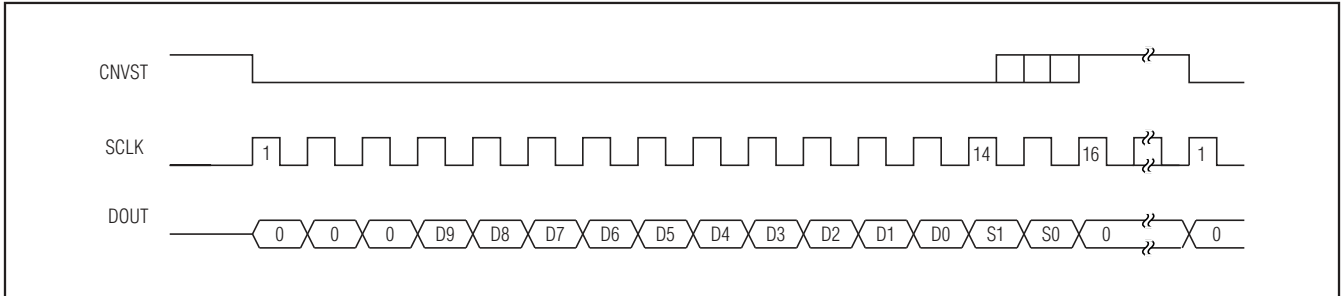 CNVST
SCLK 1 14 16 1
DOUT 0 0 0 D9 D8 D7 D6 D5 D4 D3 D2 D1 D0 S1 S0 0 0